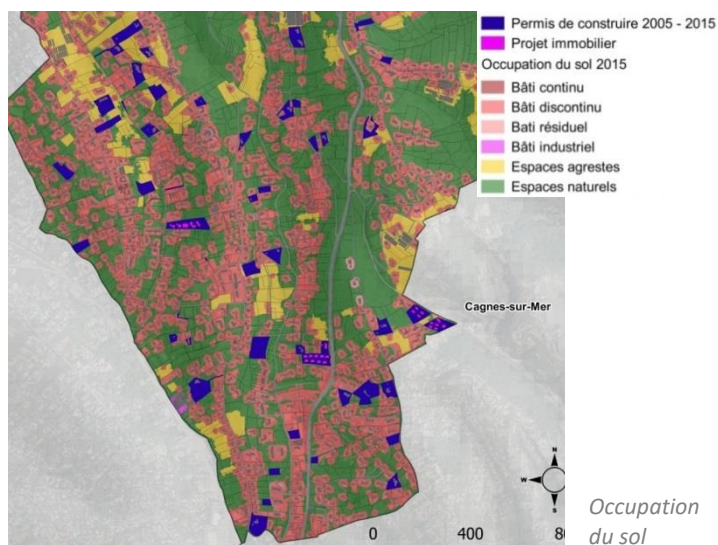 Permis de construire 2005 - 2015
Projet immobilier
Occupation du sol 2015
Bâti continu
Bâti discontinu
Bati résiduel
Bâti industriel
Espaces agrestes
Espaces naturels
Cagnes-sur-Mer
N
W
S
0 400
Occupation
du sol